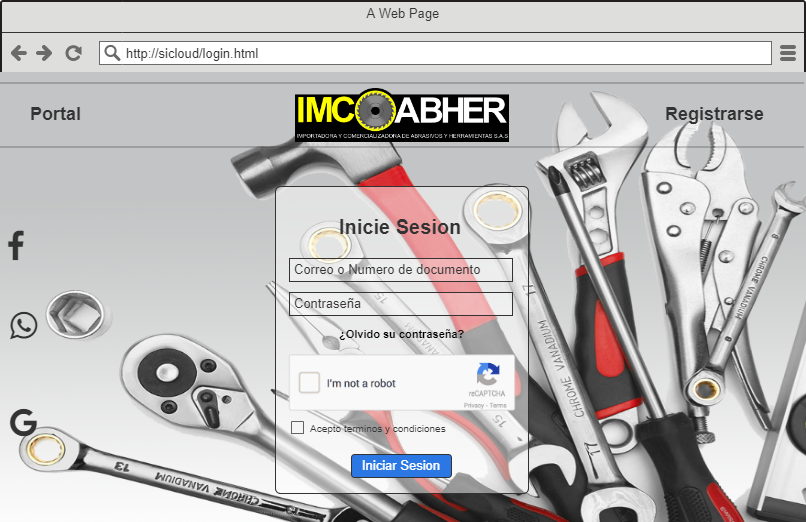 A Web Page
http://sicloud/login.html
Portal
IMCOABHER
IMPORTADORA Y COMERCIALIZADORA DE ABRASIVOS Y HERRAMIENTAS S.A.S
Registrarse
Inicie Sesion
Correo o Numero de documento
Contraseña
¿Olvido su contraseña?
I'm not a robot
reCAPTCHA
Privacy - Terms
Acepto terminos y condiciones
Iniciar Sesion
G
13
CHROME VANADIUM
15
CHROME VANADIUM
17
CHROME VANADIUM
8